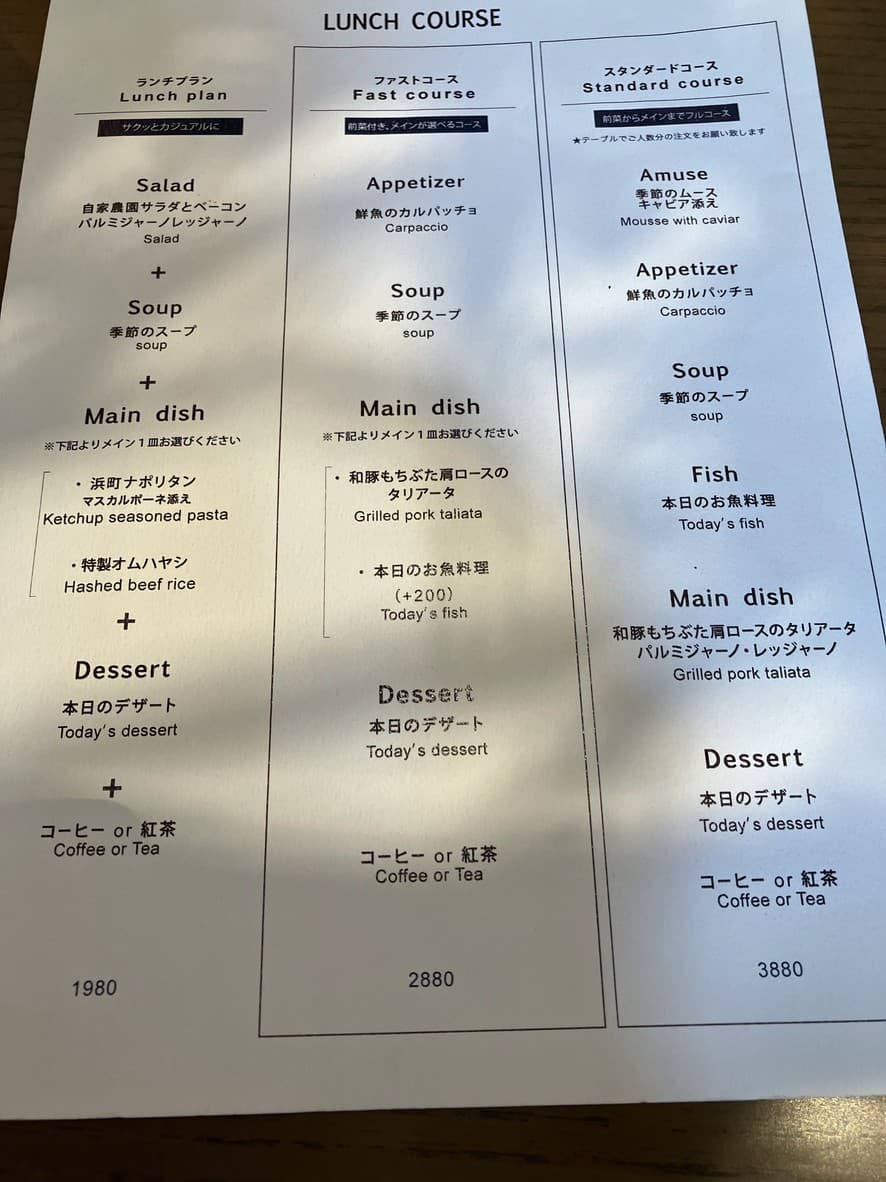 LUNCH COURSE
ランチプラン
Lunch plan
サクッとカジュアルに
Salad
自家農園サラダとベーコン
パルミジャーノレッジャーノ
Salad
+
Soup
季節のスープ
soup
+
Main dish
※下記よりメイン1皿お選びください
・浜町ナポリタン
マスカルポーネ添え
Ketchup seasoned pasta
・特製オムハヤシ
Hashed beef rice
+
Dessert
本日のデザート
Today's dessert
+
コーヒー or 紅茶
Coffee or Tea
1980
ファストコース
Fast course
前菜付き、メインが選べるコース
Appetizer
鮮魚のカルパッチョ
Carpaccio
Soup
季節のスープ
soup
Main dish
※下記よりメイン1皿お選びください
・和豚もちぶた肩ロースの
タリアータ
Grilled pork taliata
・本日のお魚料理
(+200)
Today's fish
Dessert
本日のデザート
Today's dessert
コーヒー or 紅茶
Coffee or Tea
2880
スタンダードコース
Standard course
前菜からメインまでフルコース
★テーブルでご人数分の注文をお願い致します
Amuse
季節のムース
キャビア添え
Mousse with caviar
Appetizer
鮮魚のカルパッチョ
Carpaccio
Soup
季節のスープ
soup
Fish
本日のお魚料理
Today's fish
Main dish
和豚もちぶた肩ロースのタリアータ
パルミジャーノ・レッジャーノ
Grilled pork taliata
Dessert
本日のデザート
Today's dessert
コーヒー or 紅茶
Coffee or Tea
3880